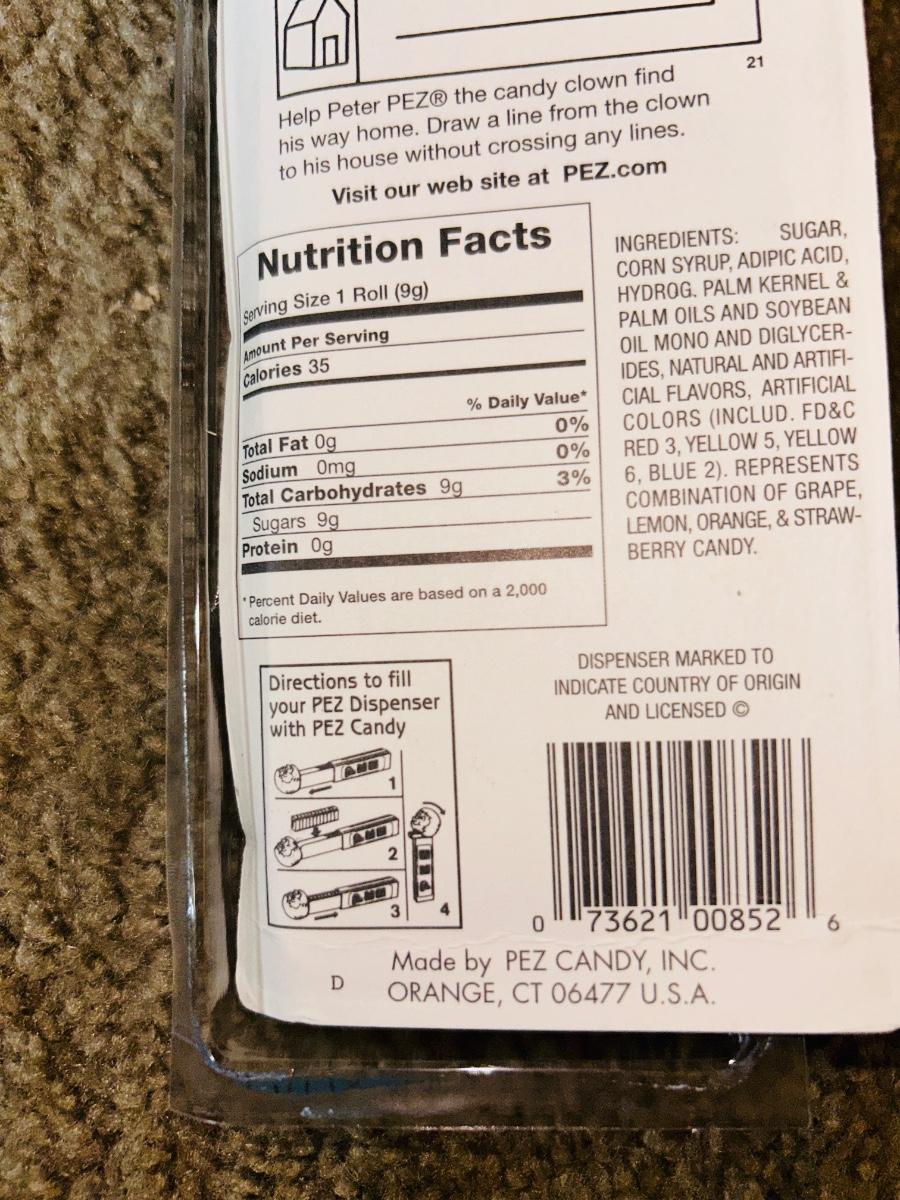 21
Help Peter PEZ® the candy clown find
his way home. Draw a line from the clown
to his house without crossing any lines.
Visit our web site at PEZ.com
Nutrition Facts
Serving Size 1 Roll (9g)
Amount Per Serving
Calories 35
% Daily Value*
Total Fat 0g 0%
Sodium 0mg 0%
Total Carbohydrates 9g 3%
Sugars 9g
Protein 0g
* Percent Daily Values are based on a 2,000
calorie diet.
INGREDIENTS: SUGAR,
CORN SYRUP, ADIPIC ACID,
HYDROG. PALM KERNEL &
PALM OILS AND SOYBEAN
OIL MONO AND DIGLYCER-
IDES, NATURAL AND ARTIFI-
CIAL FLAVORS, ARTIFICIAL
COLORS (INCLUD. FD&C
RED 3, YELLOW 5, YELLOW
6, BLUE 2). REPRESENTS
COMBINATION OF GRAPE,
LEMON, ORANGE, & STRAW-
BERRY CANDY.
Directions to fill
your PEZ Dispenser
with PEZ Candy
1
2
3
4
DISPENSER MARKED TO
INDICATE COUNTRY OF ORIGIN
AND LICENSED ©
0 73621 00852 6
D
Made by PEZ CANDY, INC.
ORANGE, CT 06477 U.S.A.